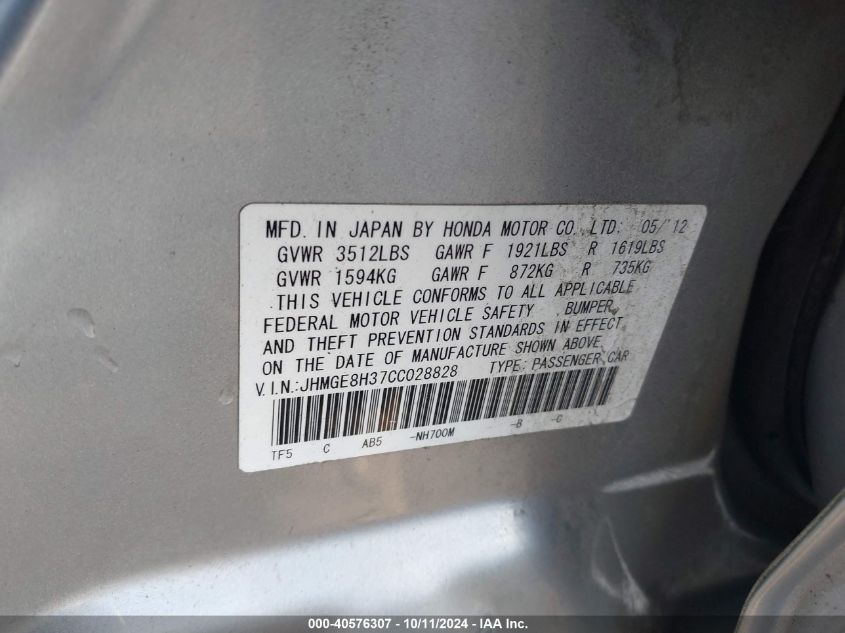 MFD. IN JAPAN BY HONDA MOTOR CO., LTD: 05/12
GVWR 3512LBS GAWR F 1921LBS R 1619LBS
GVWR 1594KG GAWR F 872KG R 735KG
THIS VEHICLE CONFORMS TO ALL APPLICABLE
FEDERAL MOTOR VEHICLE SAFETY, BUMPER,
AND THEFT PREVENTION STANDARDS IN EFFECT
ON THE DATE OF MANUFACTURE SHOWN ABOVE.
V.I.N.:JHMGE8H37CC028828 TYPE: PASSENGER CAR
TF5 C AB5 -NH700M -B -C
000-40576307 - 10/11/2024 - IAA Inc.